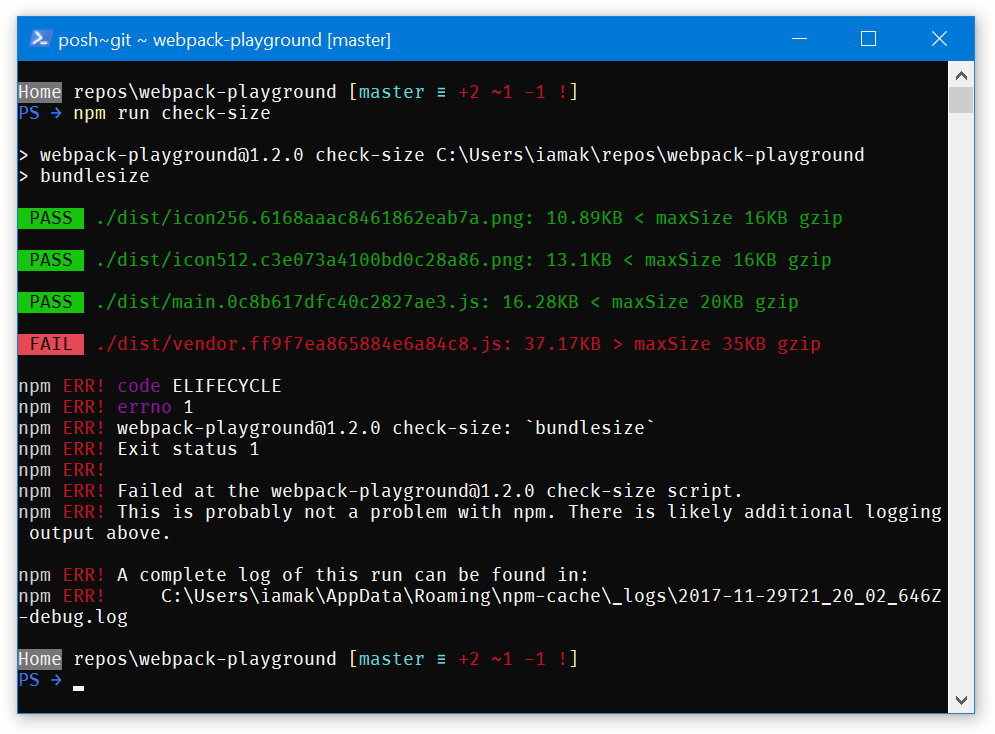 posh~git ~ webpack-playground [master]
Home repos\webpack-playground [master ≡ +2 ~1 -1 !]
PS → npm run check-size
> webpack-playground@1.2.0 check-size C:\Users\iamak\repos\webpack-playground
> bundlesize
PASS ./dist/icon256.6168aaac8461862eab7a.png: 10.89KB < maxSize 16KB gzip
PASS ./dist/icon512.c3e073a4100bd0c28a86.png: 13.1KB < maxSize 16KB gzip
PASS ./dist/main.0c8b617dfc40c2827ae3.js: 16.28KB < maxSize 20KB gzip
FAIL ./dist/vendor.ff9f7ea865884e6a84c8.js: 37.17KB > maxSize 35KB gzip
npm ERR! code ELIFECYCLE
npm ERR! errno 1
npm ERR! webpack-playground@1.2.0 check-size: `bundlesize`
npm ERR! Exit status 1
npm ERR!
npm ERR! Failed at the webpack-playground@1.2.0 check-size script.
npm ERR! This is probably not a problem with npm. There is likely additional logging
output above.
npm ERR! A complete log of this run can be found in:
npm ERR!     C:\Users\iamak\AppData\Roaming\npm-cache\_logs\2017-11-29T21_20_02_646Z
-debug.log
Home repos\webpack-playground [master ≡ +2 ~1 -1 !]
PS →